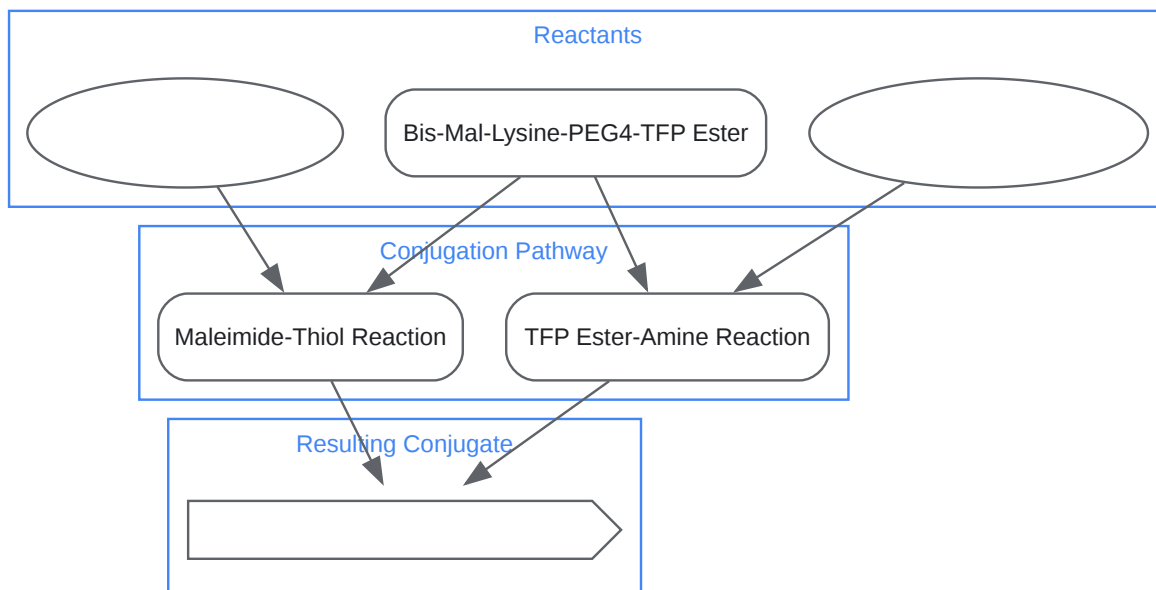 Reactants
Bis-Mal-Lysine-PEG4-TFP Ester
Conjugation Pathway
Maleimide-Thiol Reaction
TFP Ester-Amine Reaction
Resulting Conjugate